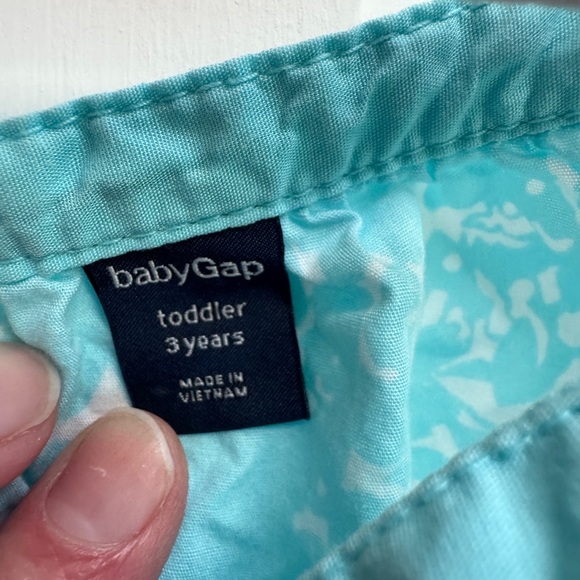 babyGap
toddler
3 years
MADE IN
VIETNAM